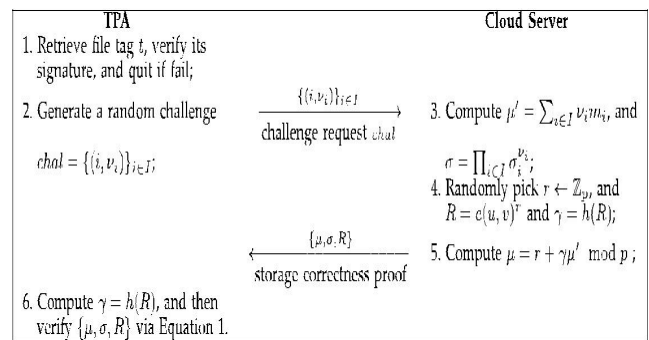 TPA
Cloud Server
1. Retrieve file tag t, verify its
signature, and quit if fail;
2. Generate a random challenge
chal = {(i, νᵢ)}ᵢ∈I;
{(i,νᵢ)}ᵢ∈I
challenge request chal
3. Compute μ′ = ∑ᵢ∈I νᵢmᵢ, and
σ = ∏ᵢ∈I σᵢ^νᵢ;
4. Randomly pick r ← ℤₚ, and
R = e(u, v)ʳ and γ = h(R);
{μ,σ,R}
storage correctness proof
5. Compute μ = r + γμ′ mod p ;
6. Compute γ = h(R), and then
verify {μ, σ, R} via Equation 1.